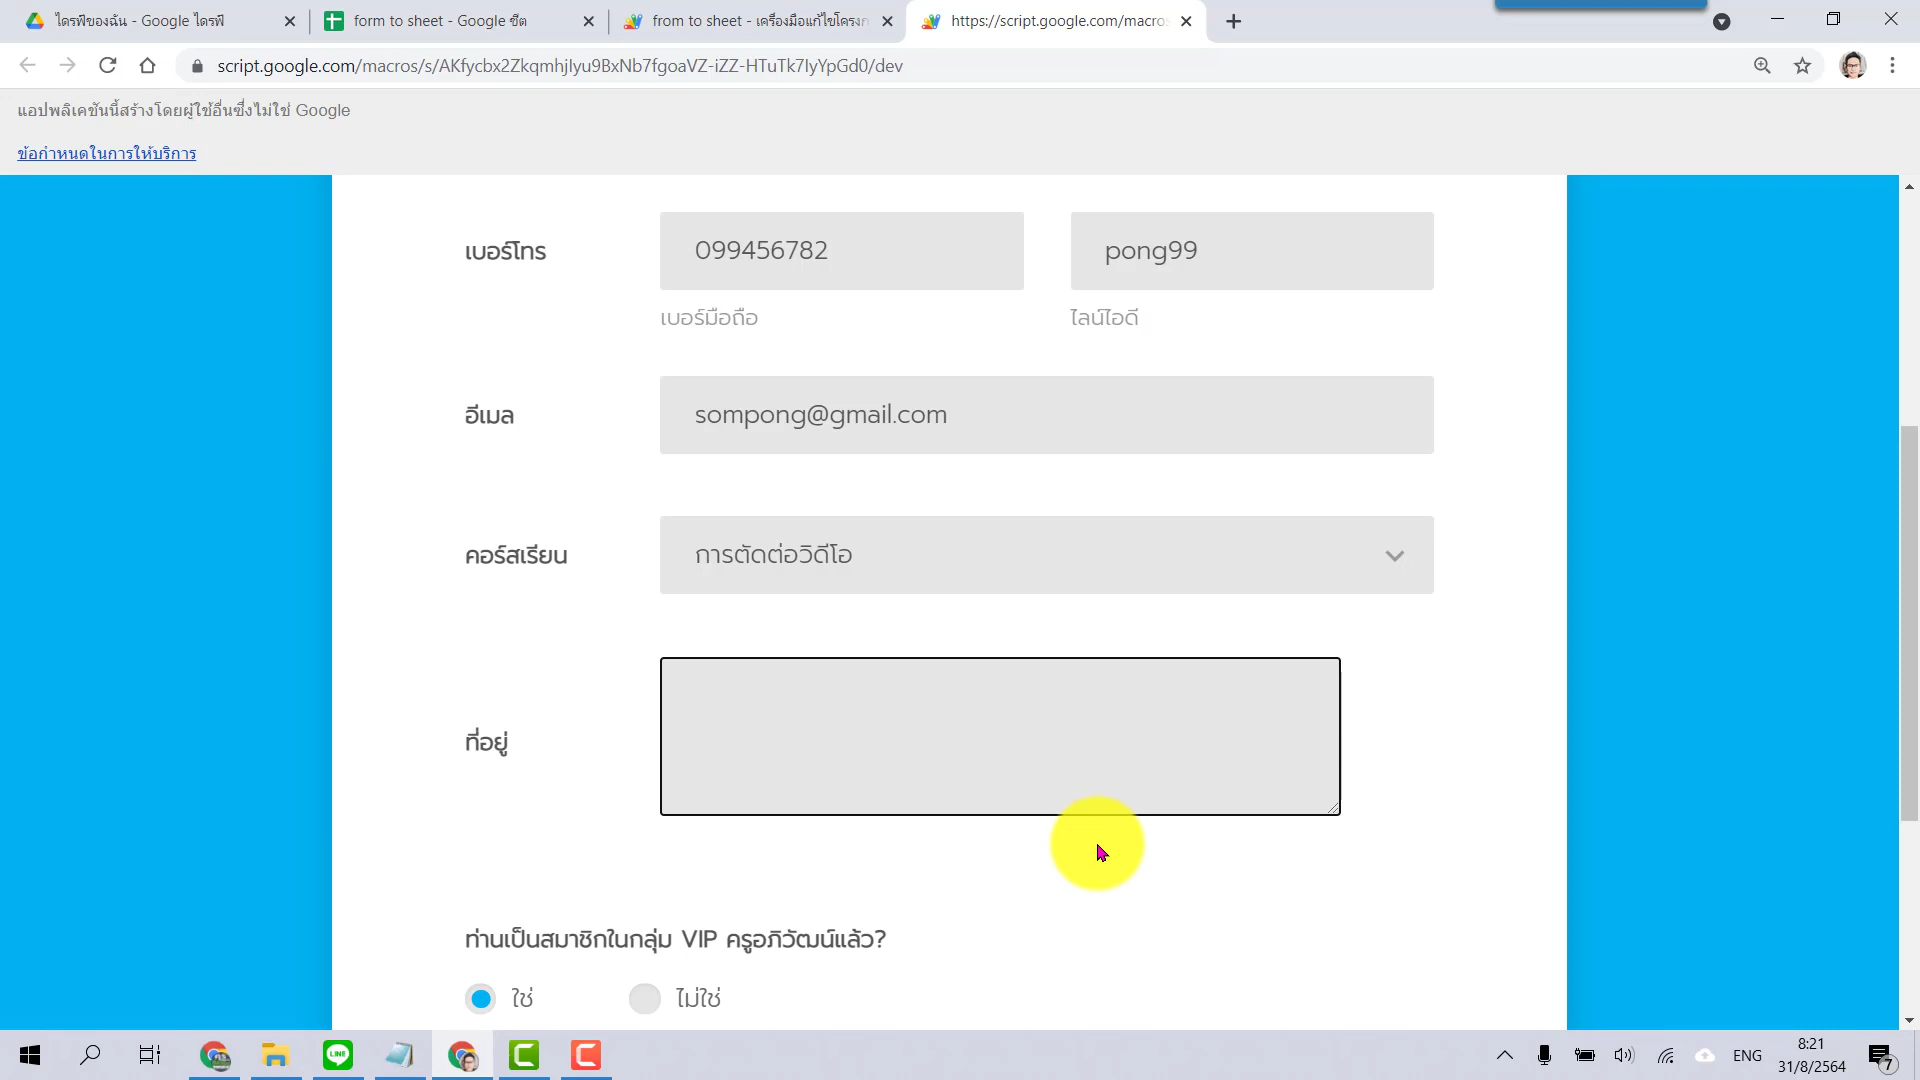 ไดรฟ์ของฉัน - Google ไดรฟ์
form to sheet - Google ชีต
from to sheet - เครื่องมือแก้ไขโครงก
https://script.google.com/macros
script.google.com/macros/s/AKfycbx2ZkqmhjIyu9BxNb7fgoaVZ-iZZ-HTuTk7IyYpGd0/dev
แอปพลิเคชันนี้สร้างโดยผู้ใช้อื่นซึ่งไม่ใช่ Google
ข้อกำหนดในการให้บริการ
เบอร์โทร
099456782
pong99
เบอร์มือถือ
ไลน์ไอดี
อีเมล
sompong@gmail.com
คอร์สเรียน
การตัดต่อวิดีโอ
ที่อยู่
ท่านเป็นสมาชิกในกลุ่ม VIP ครูอภิวัฒน์แล้ว?
ใช่
ไม่ใช่
LINE
ENG
8:21
31/8/2564
7